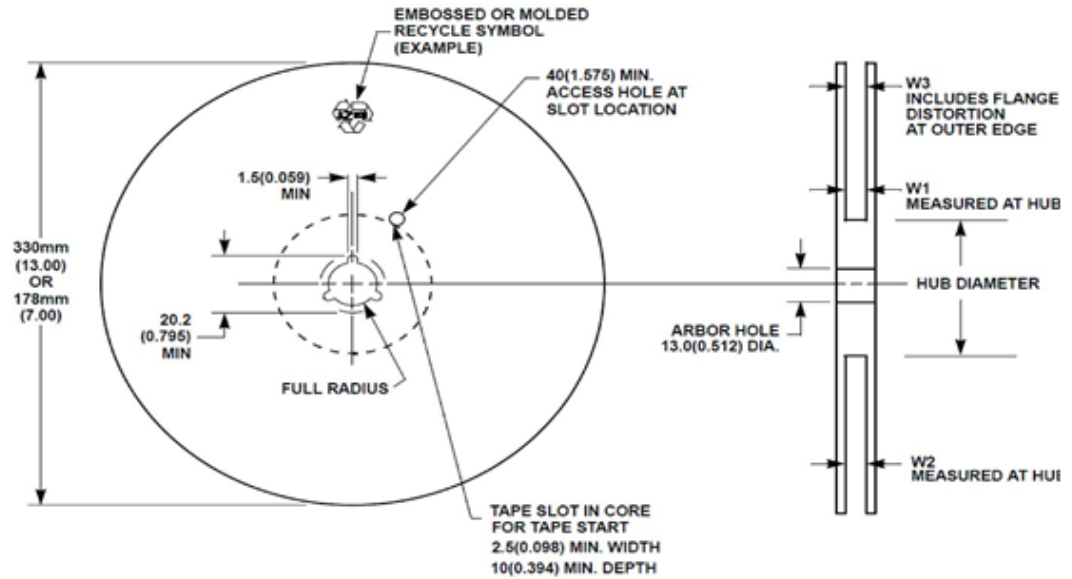 EMBOSSED OR MOLDED
RECYCLE SYMBOL
(EXAMPLE)
40(1.575) MIN.
ACCESS HOLE AT
SLOT LOCATION
W3
INCLUDES FLANGE
DISTORTION
AT OUTER EDGE
1.5(0.059)
MIN
W1
MEASURED AT HUB
330mm
(13.00)
OR
178mm
(7.00)
HUB DIAMETER
20.2
(0.795)
MIN
ARBOR HOLE
13.0(0.512) DIA.
FULL RADIUS
W2
MEASURED AT HU
TAPE SLOT IN CORE
FOR TAPE START
2.5(0.098) MIN. WIDTH
10(0.394) MIN. DEPTH